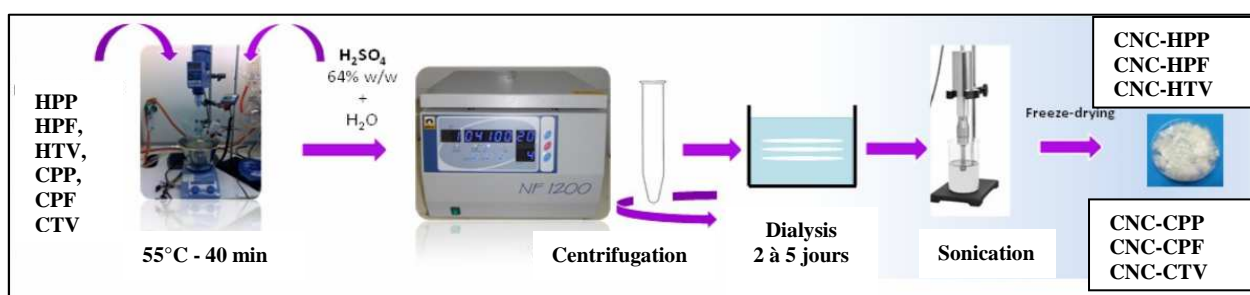 HPP
HPF,
HTV,
CPP,
CPF
CTV
55°C - 40 min
H₂SO₄
64% w/w
+
H₂O
NF 1200
Centrifugation
Dialysis
2 à 5 jours
Sonication
Freeze-drying
CNC-HPP
CNC-HPF
CNC-HTV
CNC-CPP
CNC-CPF
CNC-CTV